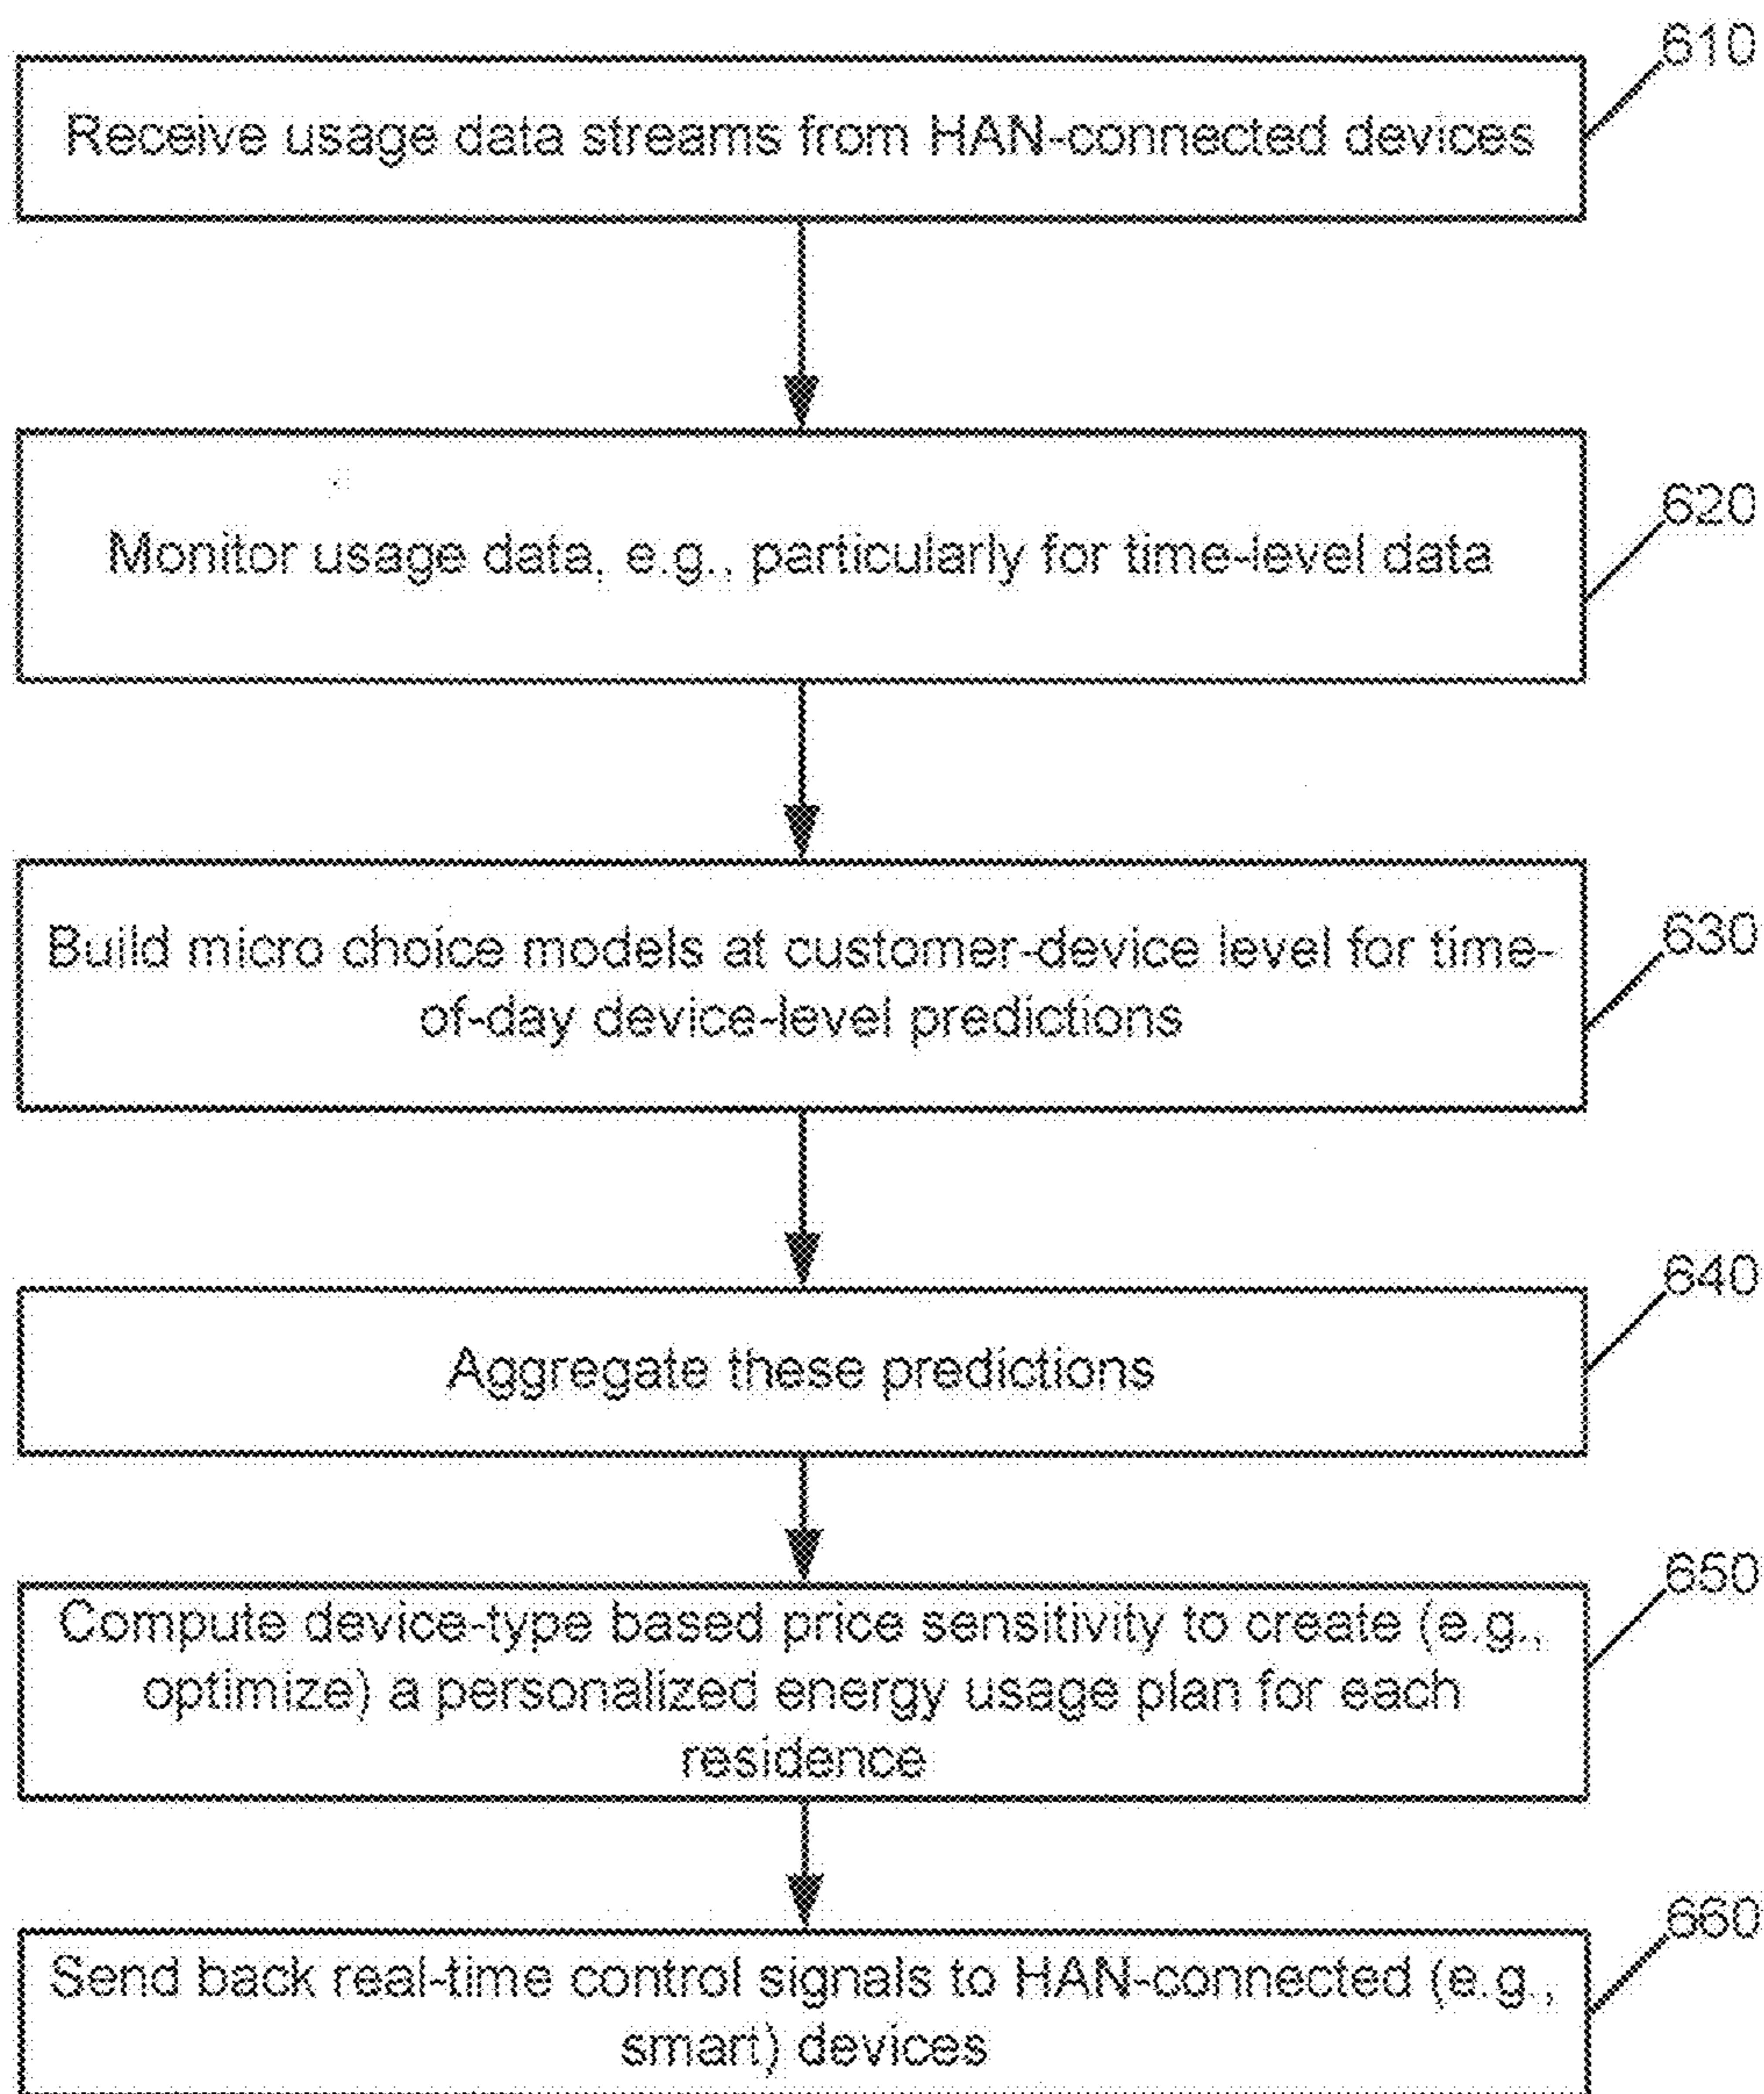 610
Receive usage data streams from HAN-connected devices
620
Monitor usage data, e.g., particularly for time-level data
630
Build micro choice models at customer-device level for time-
of-day device-level predictions
640
Aggregate these predictions
650
Compute device-type based price sensitivity to create (e.g.,
optimize) a personalized energy usage plan for each
residence
660
Send back real-time control signals to HAN-connected (e.g.,
smart) devices